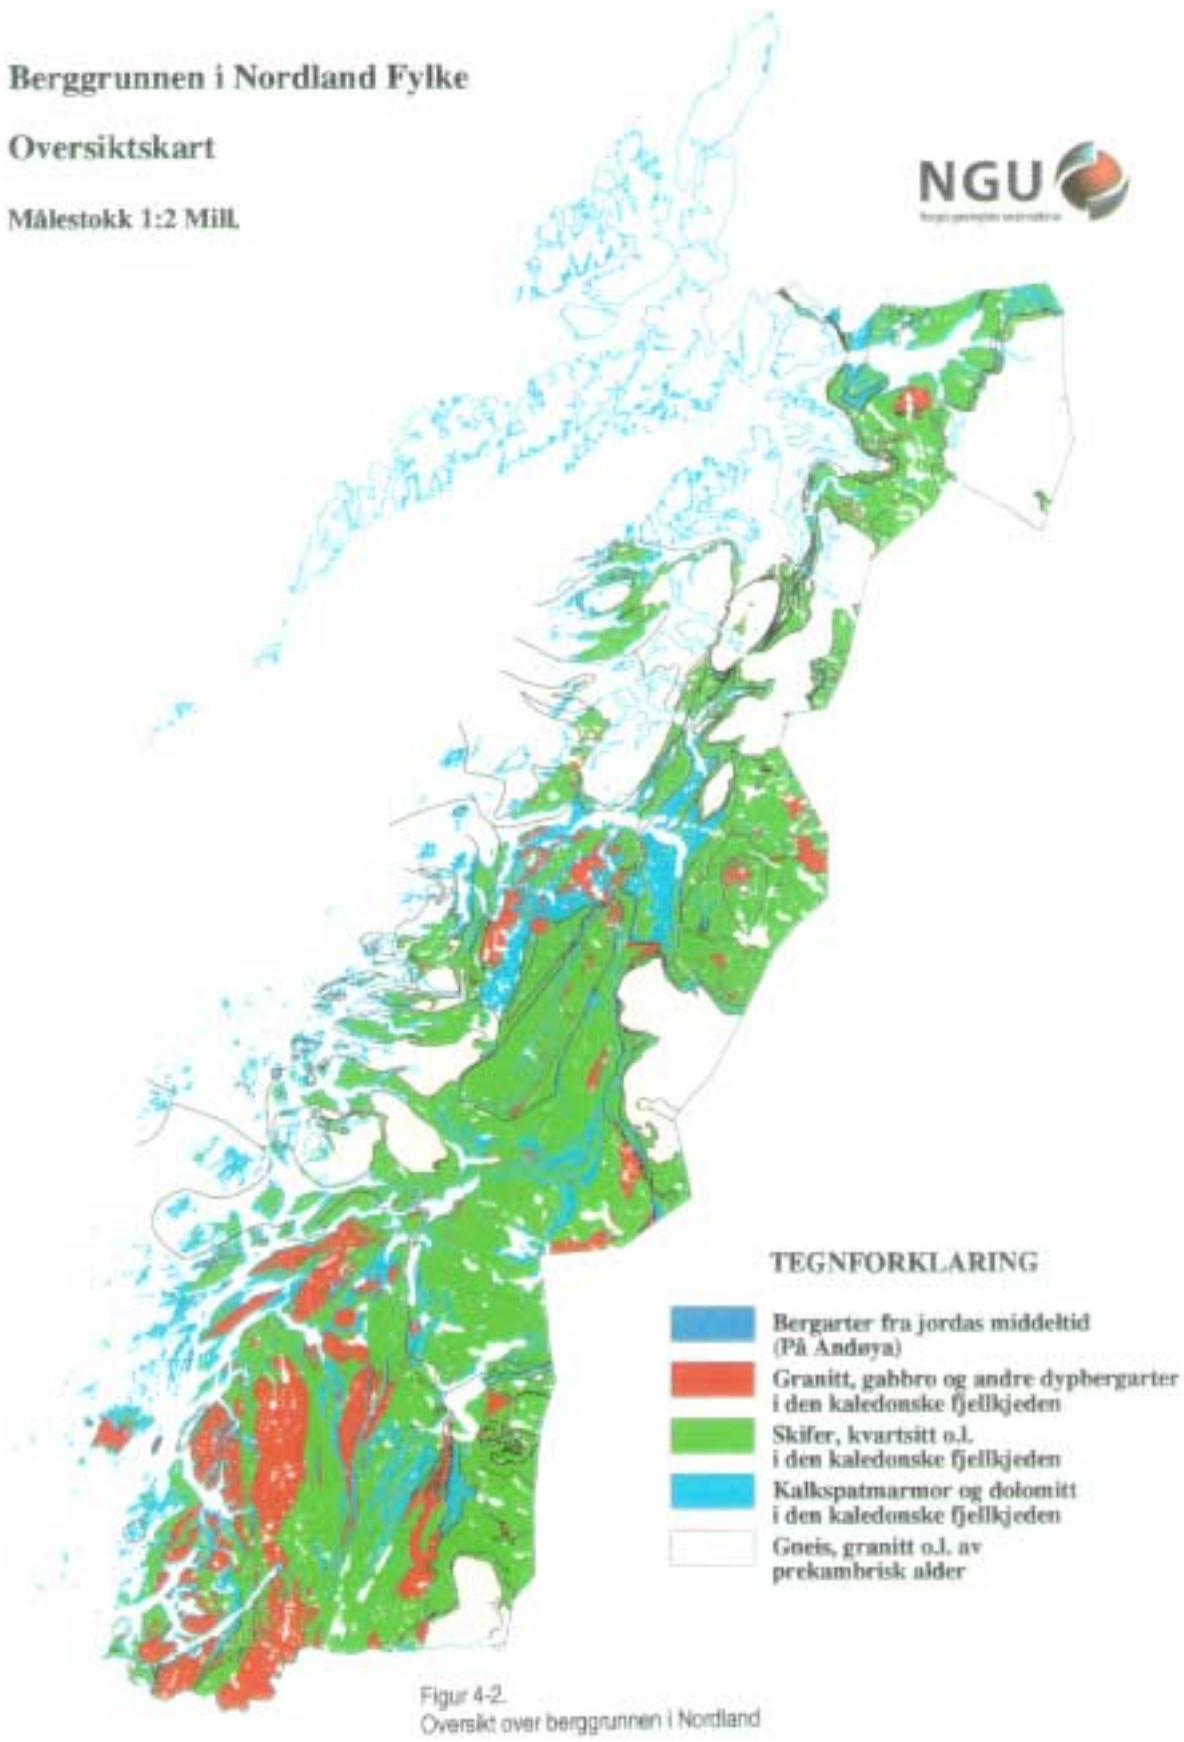 Berggrunnen i Nordland Fylke
Oversiktskart
Målestokk 1:2 Mill.
NGU
TEGNFORKLARING
Bergarter fra jordas middeltid
(På Andøya)
Granitt, gabbro og andre dypbergarter
i den kaledonske fjellkjeden
Skifer, kvartsitt o.l.
i den kaledonske fjellkjeden
Kalkspatmarmor og dolomitt
i den kaledonske fjellkjeden
Gneis, granitt o.l. av
prekambrisk alder
Figur 4-2.
Oversikt over berggrunnen i Nordland